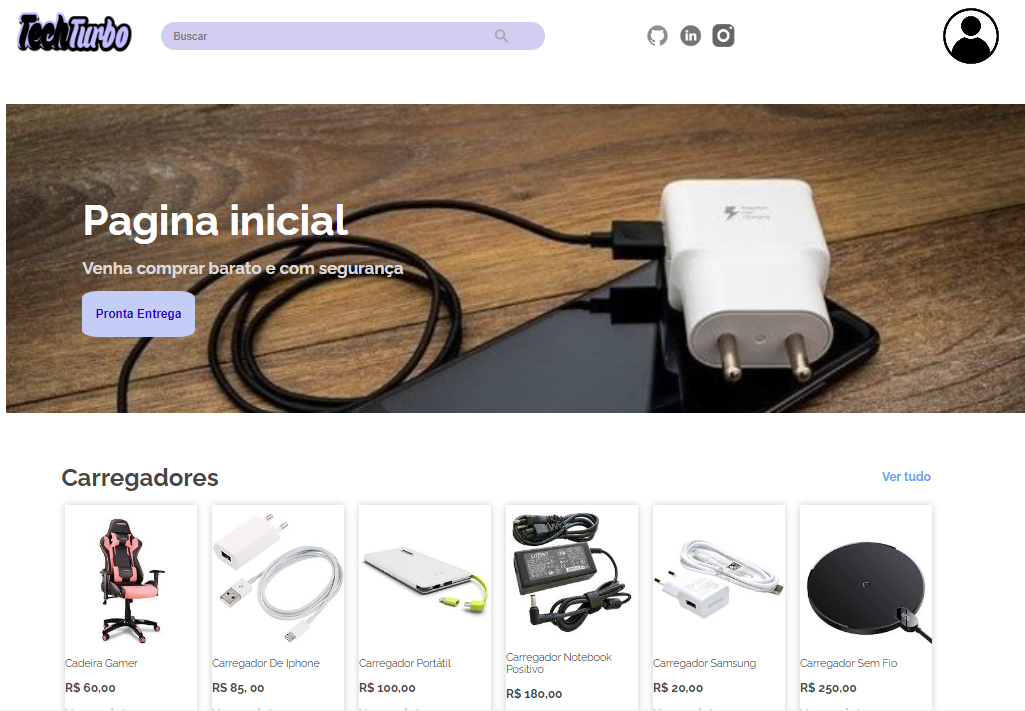 TechTurbo
Buscar
Pagina inicial
Venha comprar barato e com segurança
Pronta Entrega
Carregadores
Ver tudo
Cadeira Gamer
R$ 60,00
Carregador De Iphone
RS 85, 00
Carregador Portátil
R$ 100,00
Carregador Notebook
Positivo
R$ 180,00
Carregador Samsung
R$ 20,00
Carregador Sem Fio
R$ 250,00